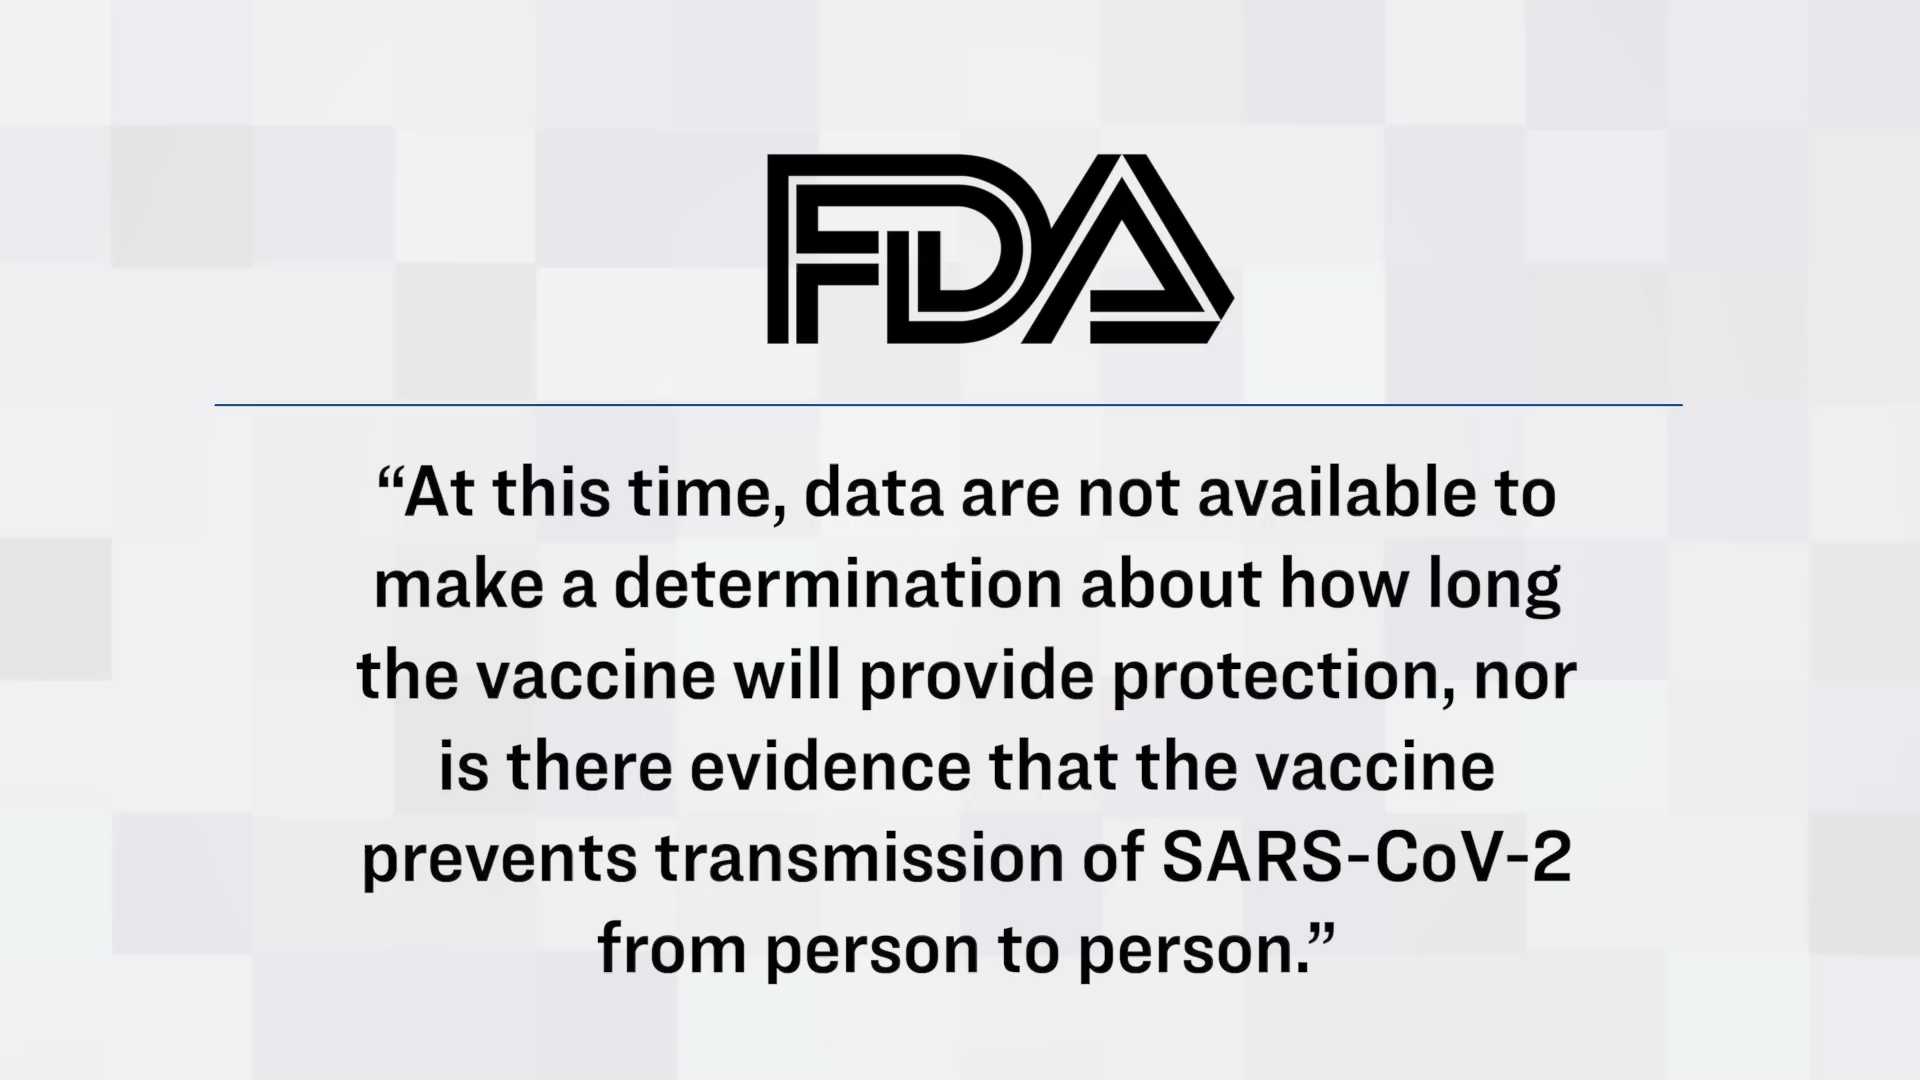 FDA
“At this time, data are not available to
make a determination about how long
the vaccine will provide protection, nor
is there evidence that the vaccine
prevents transmission of SARS-CoV-2
from person to person.”